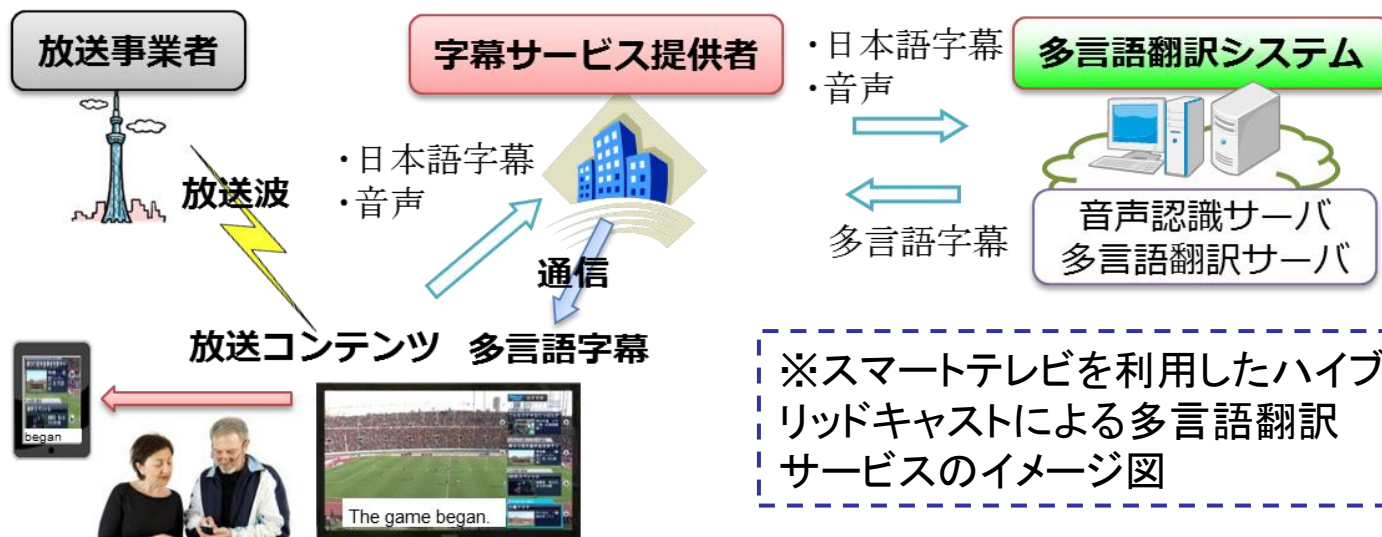 放送事業者
字幕サービス提供者
・日本語字幕
・音声
多言語翻訳システム
放送波
・日本語字幕
・音声
多言語字幕
音声認識サーバ
多言語翻訳サーバ
通信
放送コンテンツ
多言語字幕
began
The game began.
※スマートテレビを利用したハイブ
リッドキャストによる多言語翻訳
サービスのイメージ図